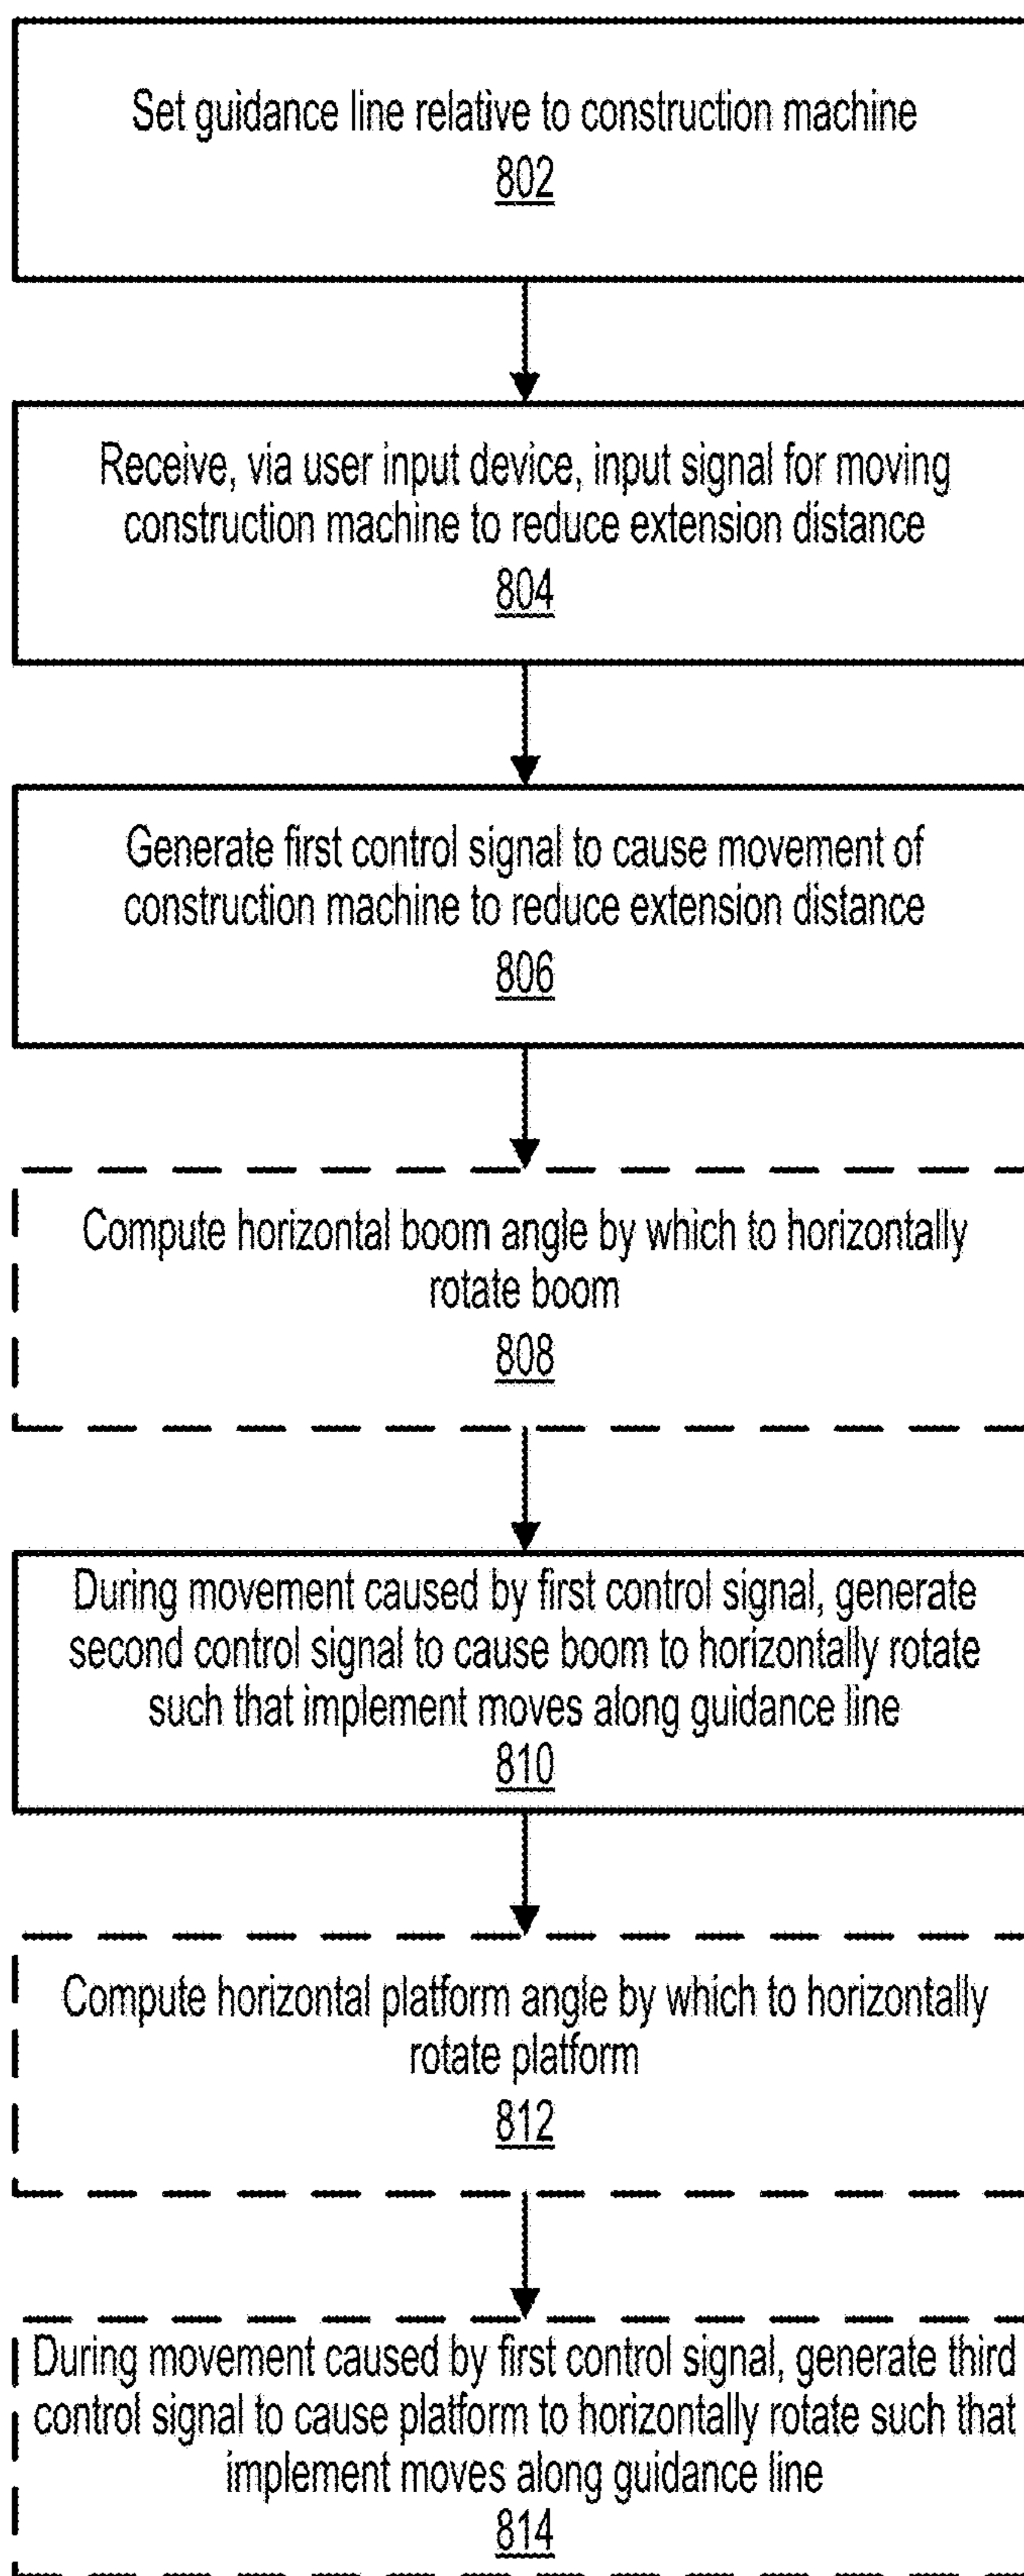 Set guidance line relative to construction machine
802
Receive, via user input device, input signal for moving
construction machine to reduce extension distance
804
Generate first control signal to cause movement of
construction machine to reduce extension distance
806
Compute horizontal boom angle by which to horizontally
rotate boom
808
During movement caused by first control signal, generate
second control signal to cause boom to horizontally rotate
such that implement moves along guidance line
810
Compute horizontal platform angle by which to horizontally
rotate platform
812
During movement caused by first control signal, generate third
control signal to cause platform to horizontally rotate such that
implement moves along guidance line
814